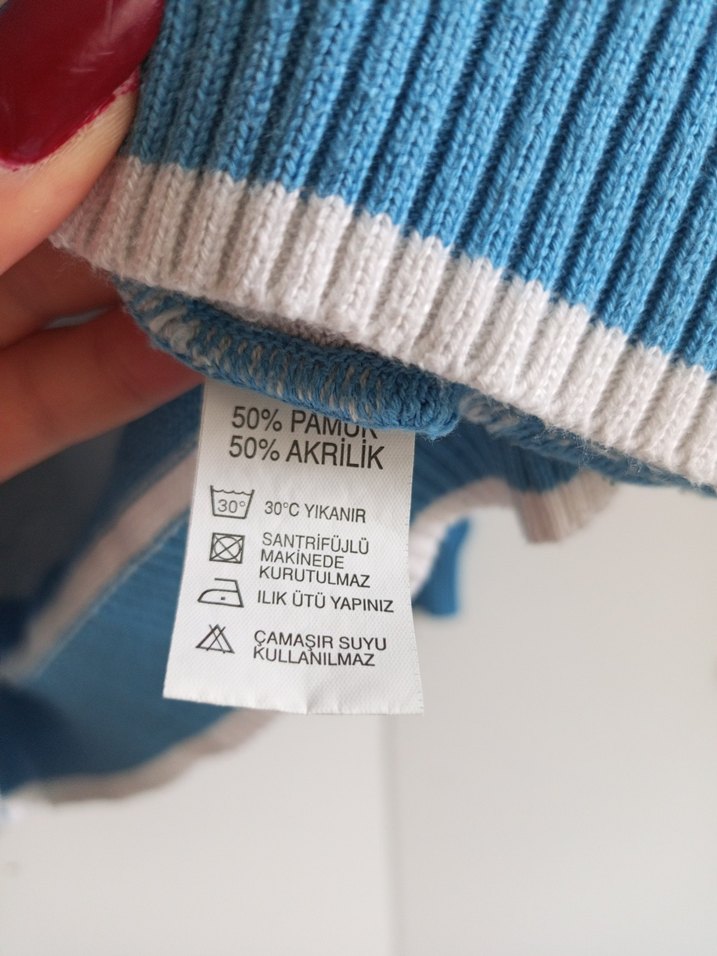 50% PAMUK
50% AKRİLİK
30° 30°C YIKANIR
SANTRİFÜJLÜ
MAKİNEDE
KURUTULMAZ
ILIK ÜTÜ YAPINIZ
ÇAMAŞIR SUYU
KULLANILMAZ